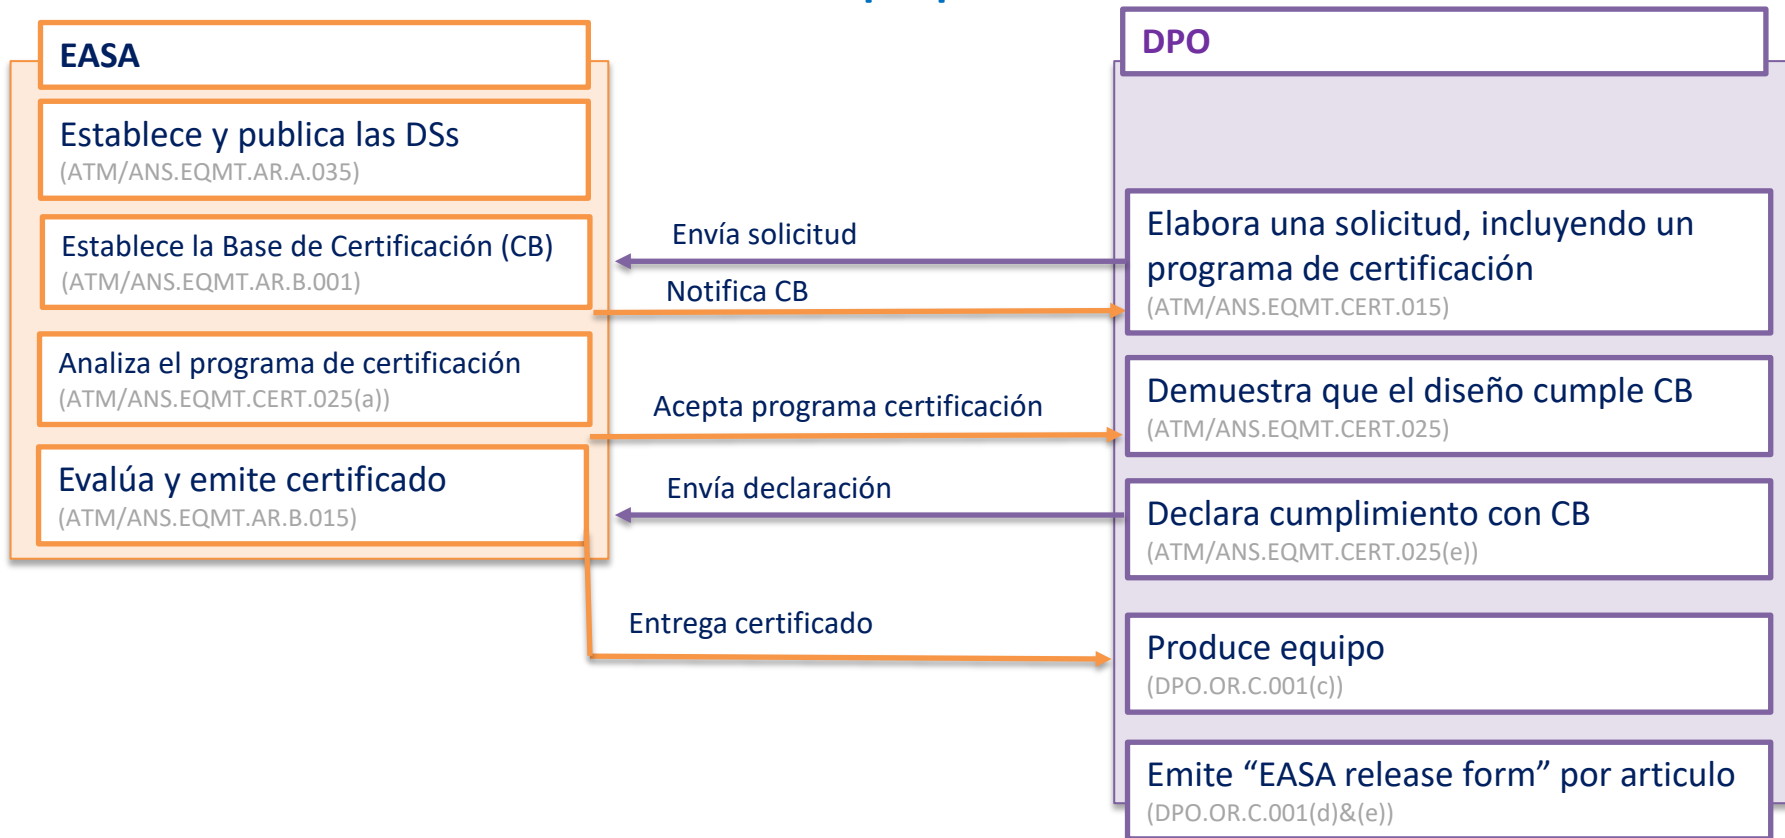 EASA
Establece y publica las DSs
(ATM/ANS.EQMT.AR.A.035)
Establece la Base de Certificación (CB)
(ATM/ANS.EQMT.AR.B.001)
Analiza el programa de certificación
(ATM/ANS.EQMT.CERT.025(a))
Evalúa y emite certificado
(ATM/ANS.EQMT.AR.B.015)
Envía solicitud
Notifica CB
Acepta programa certificación
Envía declaración
Entrega certificado
DPO
Elabora una solicitud, incluyendo un
programa de certificación
(ATM/ANS.EQMT.CERT.015)
Demuestra que el diseño cumple CB
(ATM/ANS.EQMT.CERT.025)
Declara cumplimiento con CB
(ATM/ANS.EQMT.CERT.025(e))
Produce equipo
(DPO.OR.C.001(c))
Emite “EASA release form” por articulo
(DPO.OR.C.001(d)&(e))